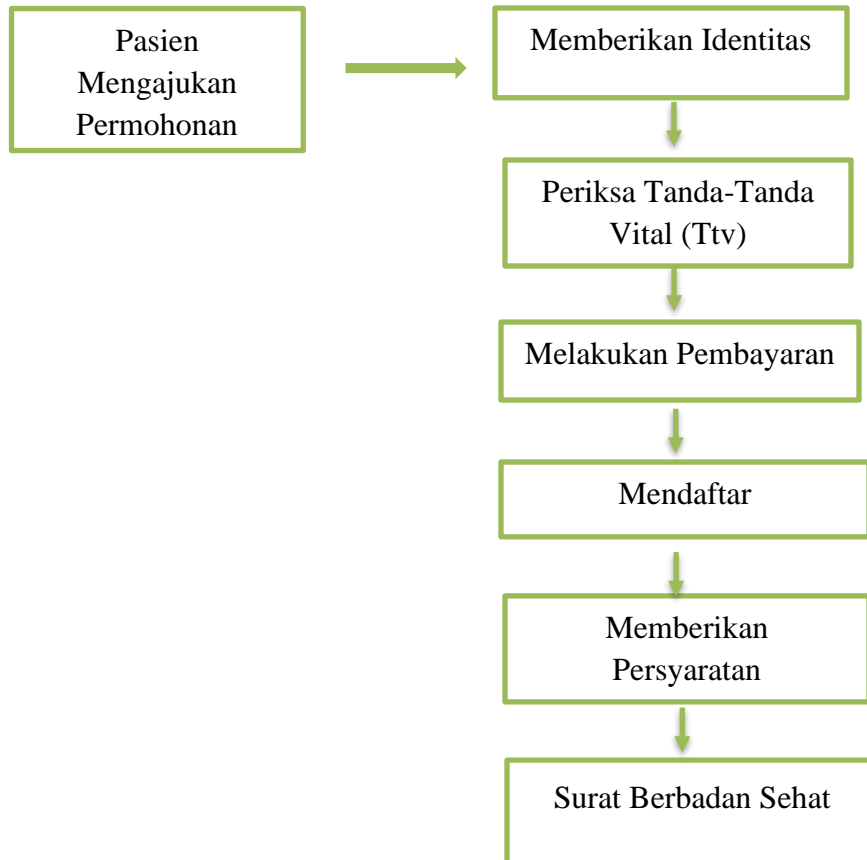 Pasien
Mengajukan
Permohonan
Memberikan Identitas
Periksa Tanda-Tanda
Vital (Ttv)
Melakukan Pembayaran
Mendaftar
Memberikan
Persyaratan
Surat Berbadan Sehat